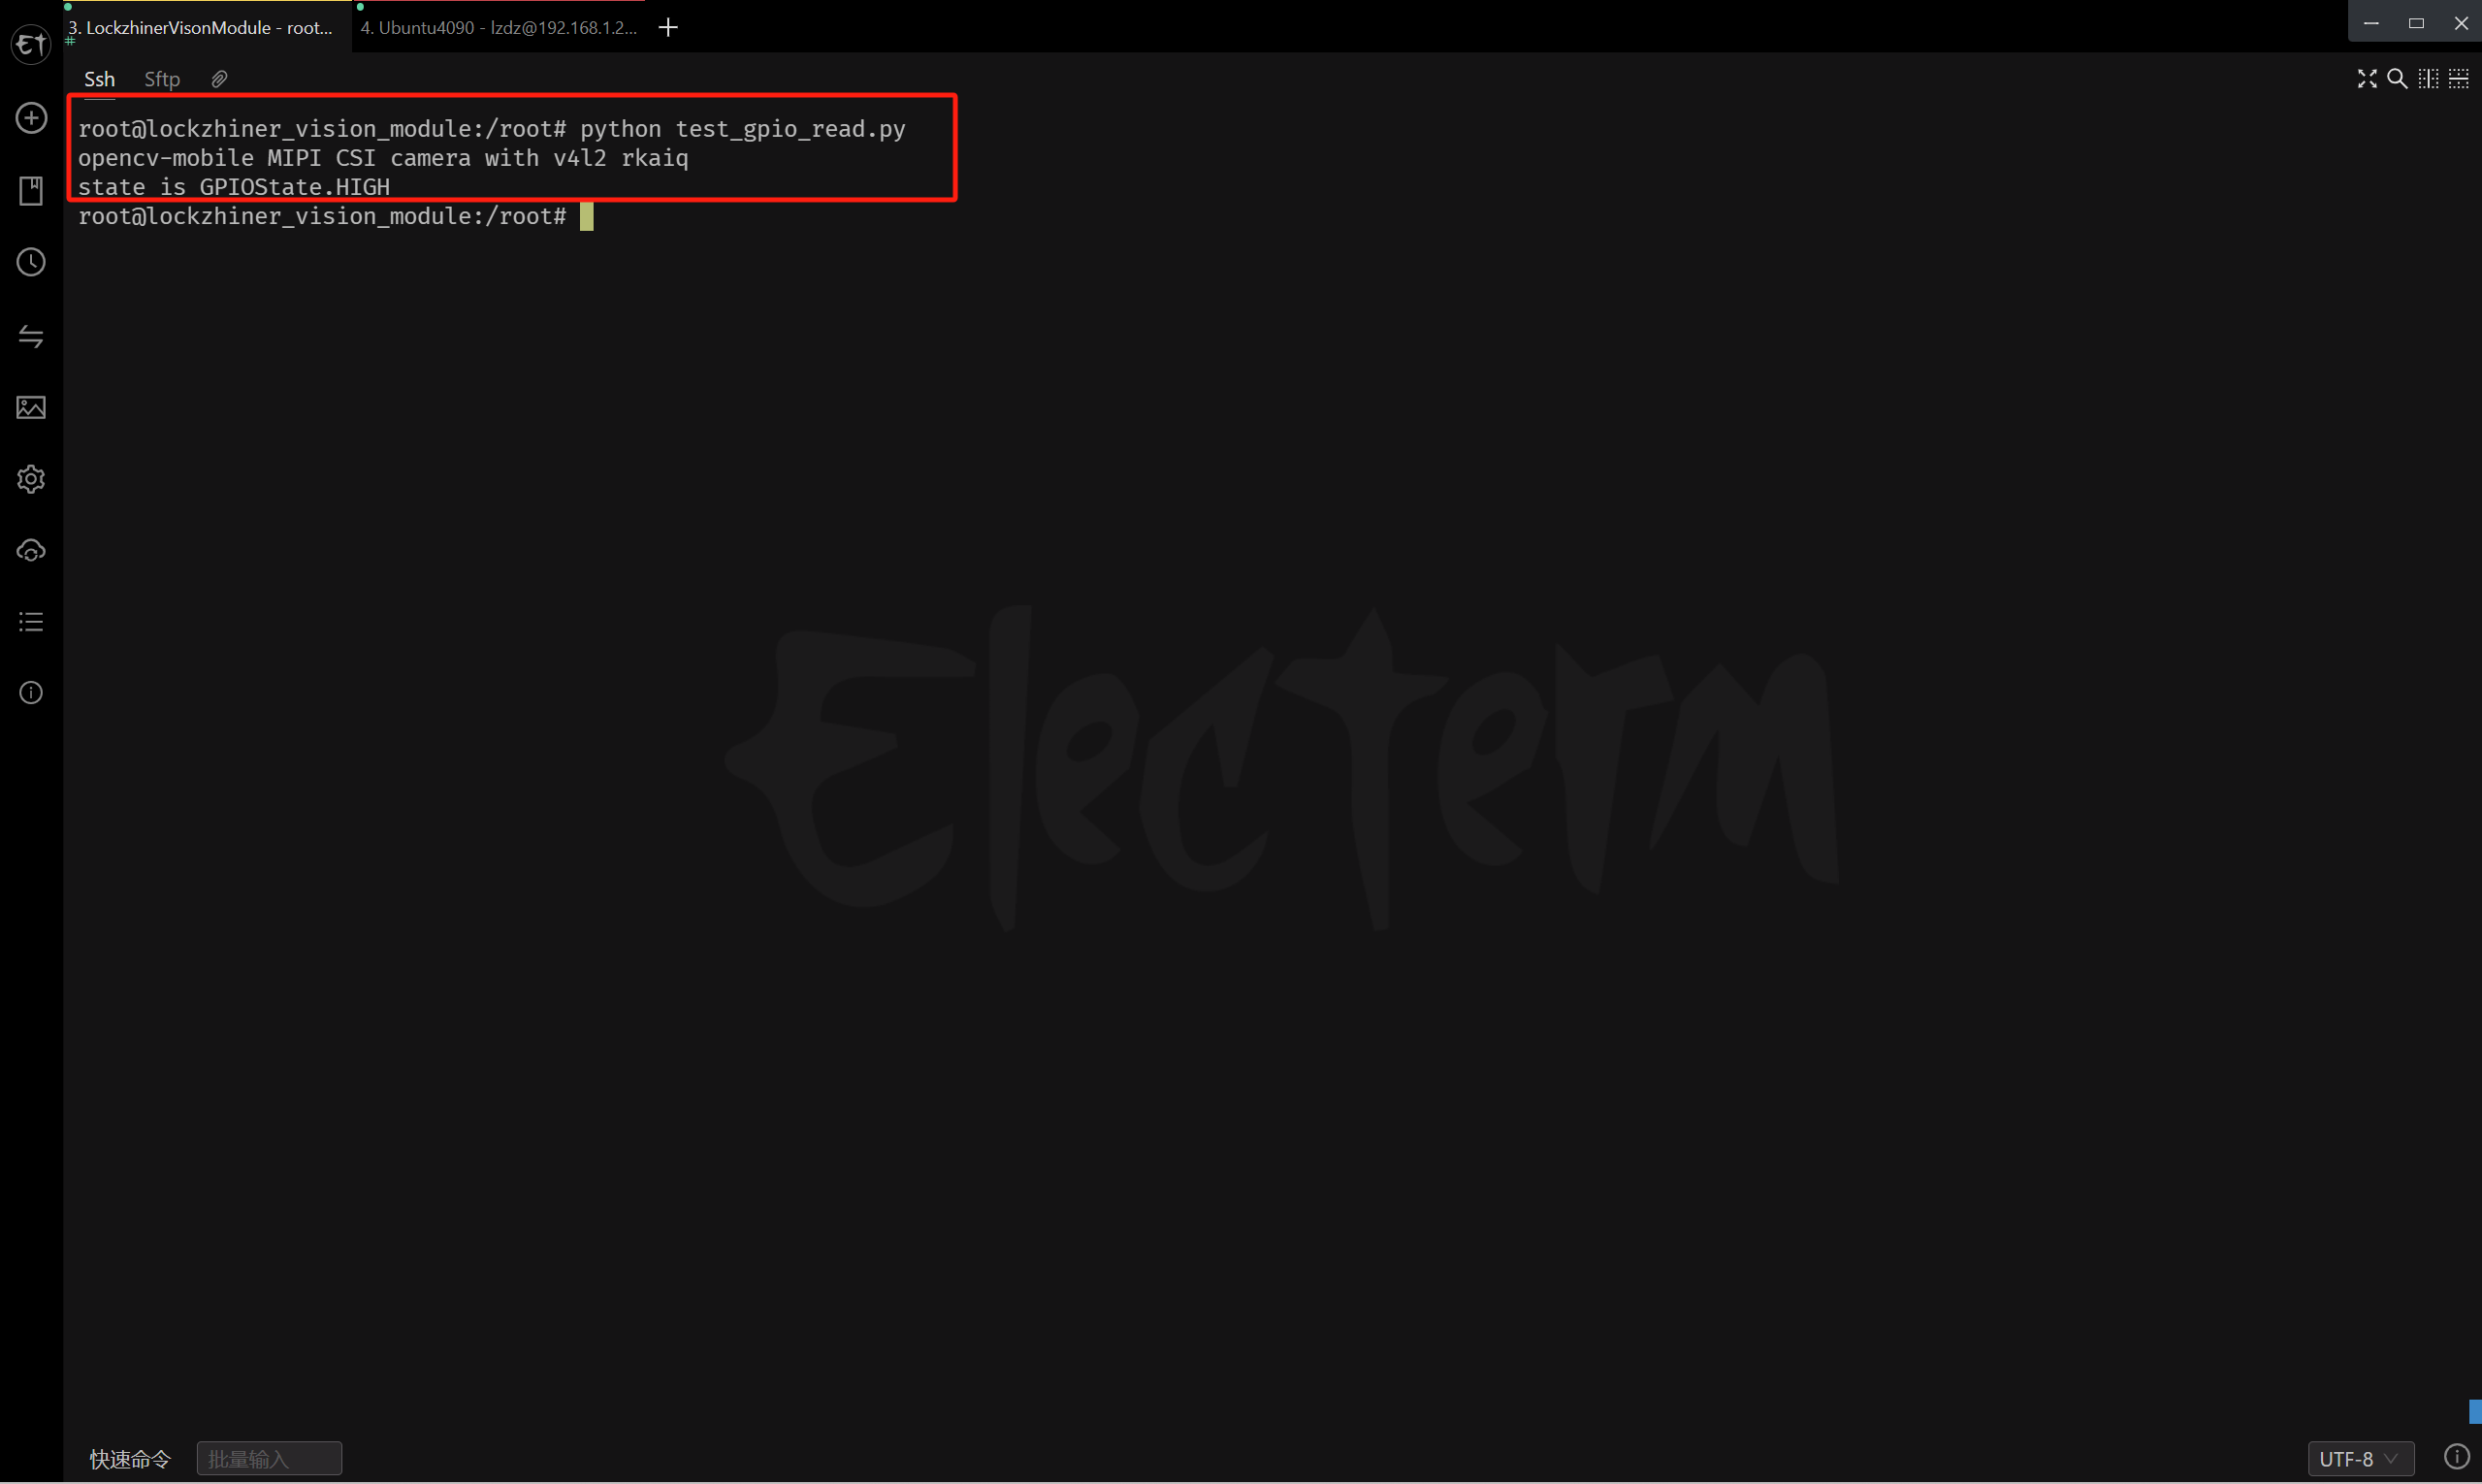 3. LockzhinerVisonModule - root...
4. Ubuntu4090 - lzdz@192.168.1.2...
#
Ssh
Sftp
root@lockzhiner_vision_module:/root# python test_gpio_read.py
opencv-mobile MIPI CSI camera with v4l2 rkaiq
state is GPIOState.HIGH
root@lockzhiner_vision_module:/root#
Electerm
快速命令
批量输入
UTF-8